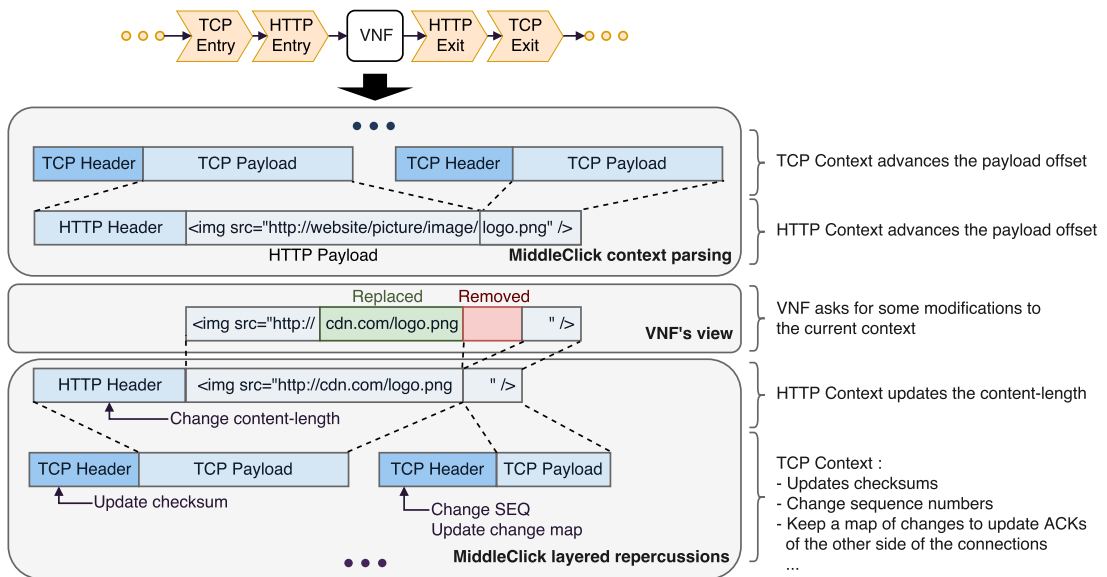 TCP
Entry
HTTP
Entry
VNF
HTTP
Exit
TCP
Exit
TCP Header
TCP Payload
TCP Header
TCP Payload
TCP Context advances the payload offset
HTTP Header
<img src="http://website/picture/image/
logo.png" />
HTTP Context advances the payload offset
HTTP Payload
MiddleClick context parsing
Replaced
Removed
<img src="http://
cdn.com/logo.png
" />
VNF's view
VNF asks for some modifications to
the current context
HTTP Header
<img src="http://cdn.com/logo.png
" />
HTTP Context updates the content-length
Change content-length
TCP Header
TCP Payload
TCP Header
TCP Payload
Update checksum
Change SEQ
Update change map
MiddleClick layered repercussions
TCP Context :
- Updates checksums
- Change sequence numbers
- Keep a map of changes to update ACKs
of the other side of the connections
...